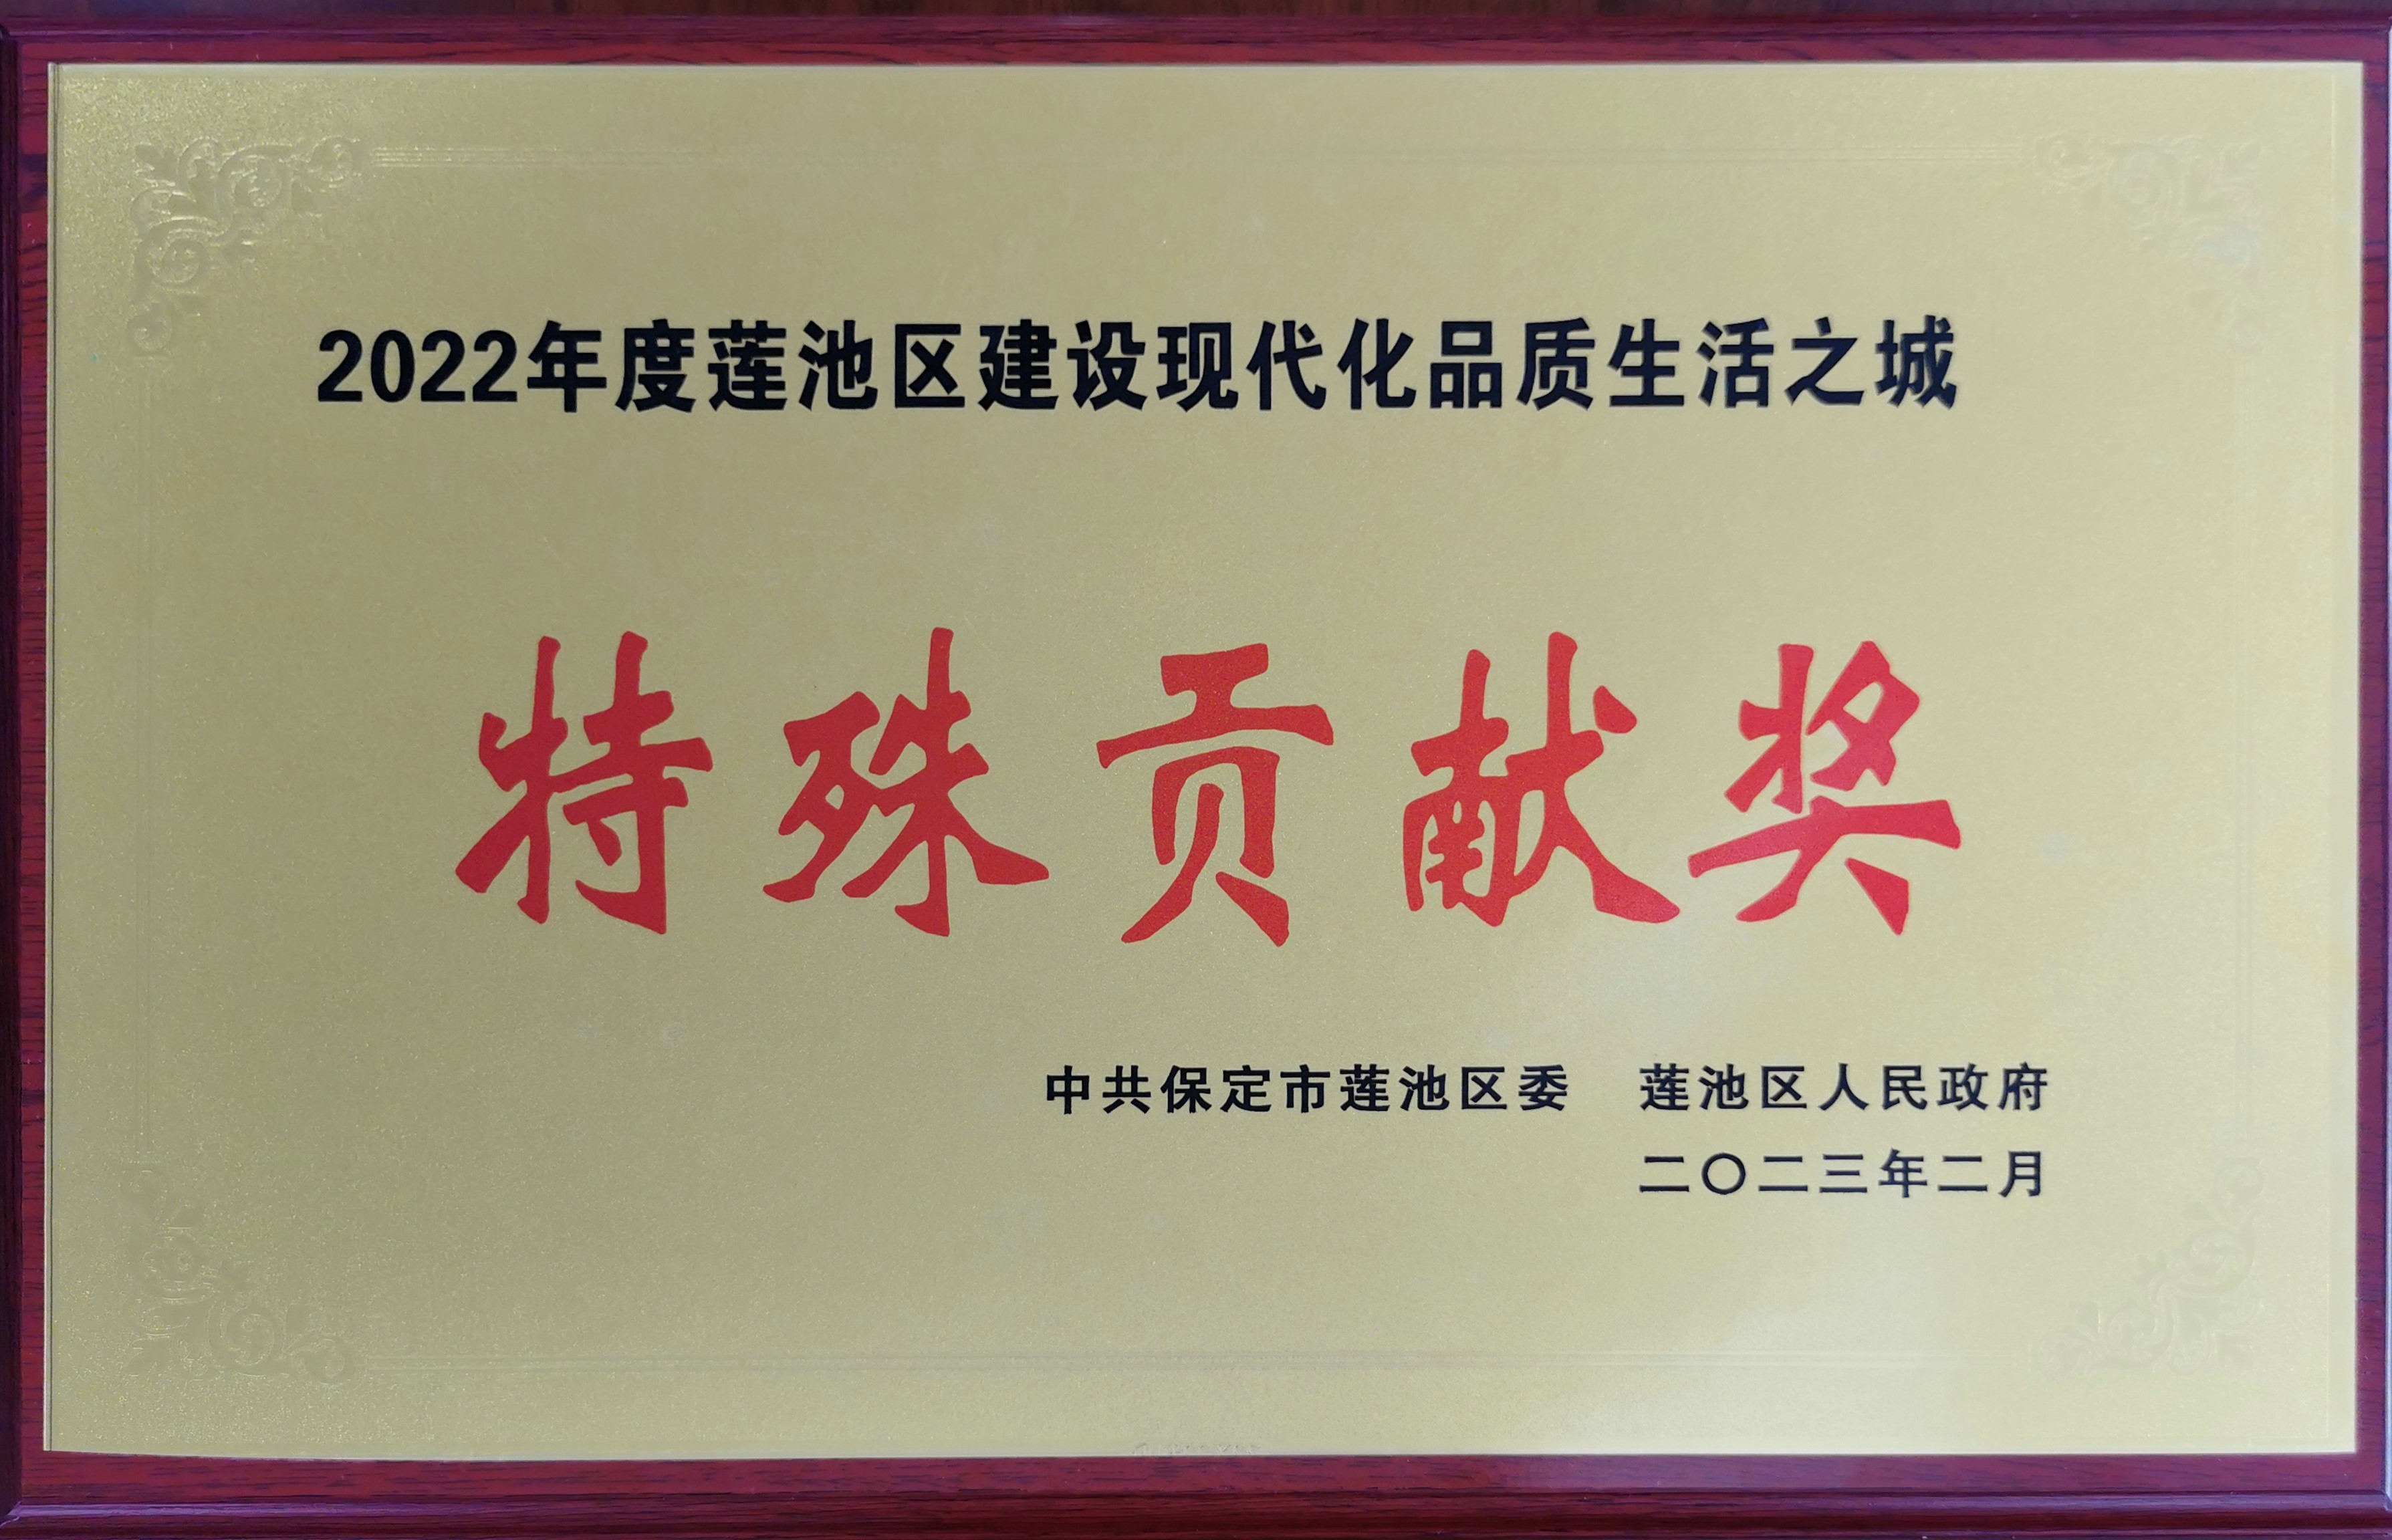 2022年度莲池区建设现代化品质生活之城
特殊贡献奖
中共保定市莲池区委 莲池区人民政府
二〇二三年二月